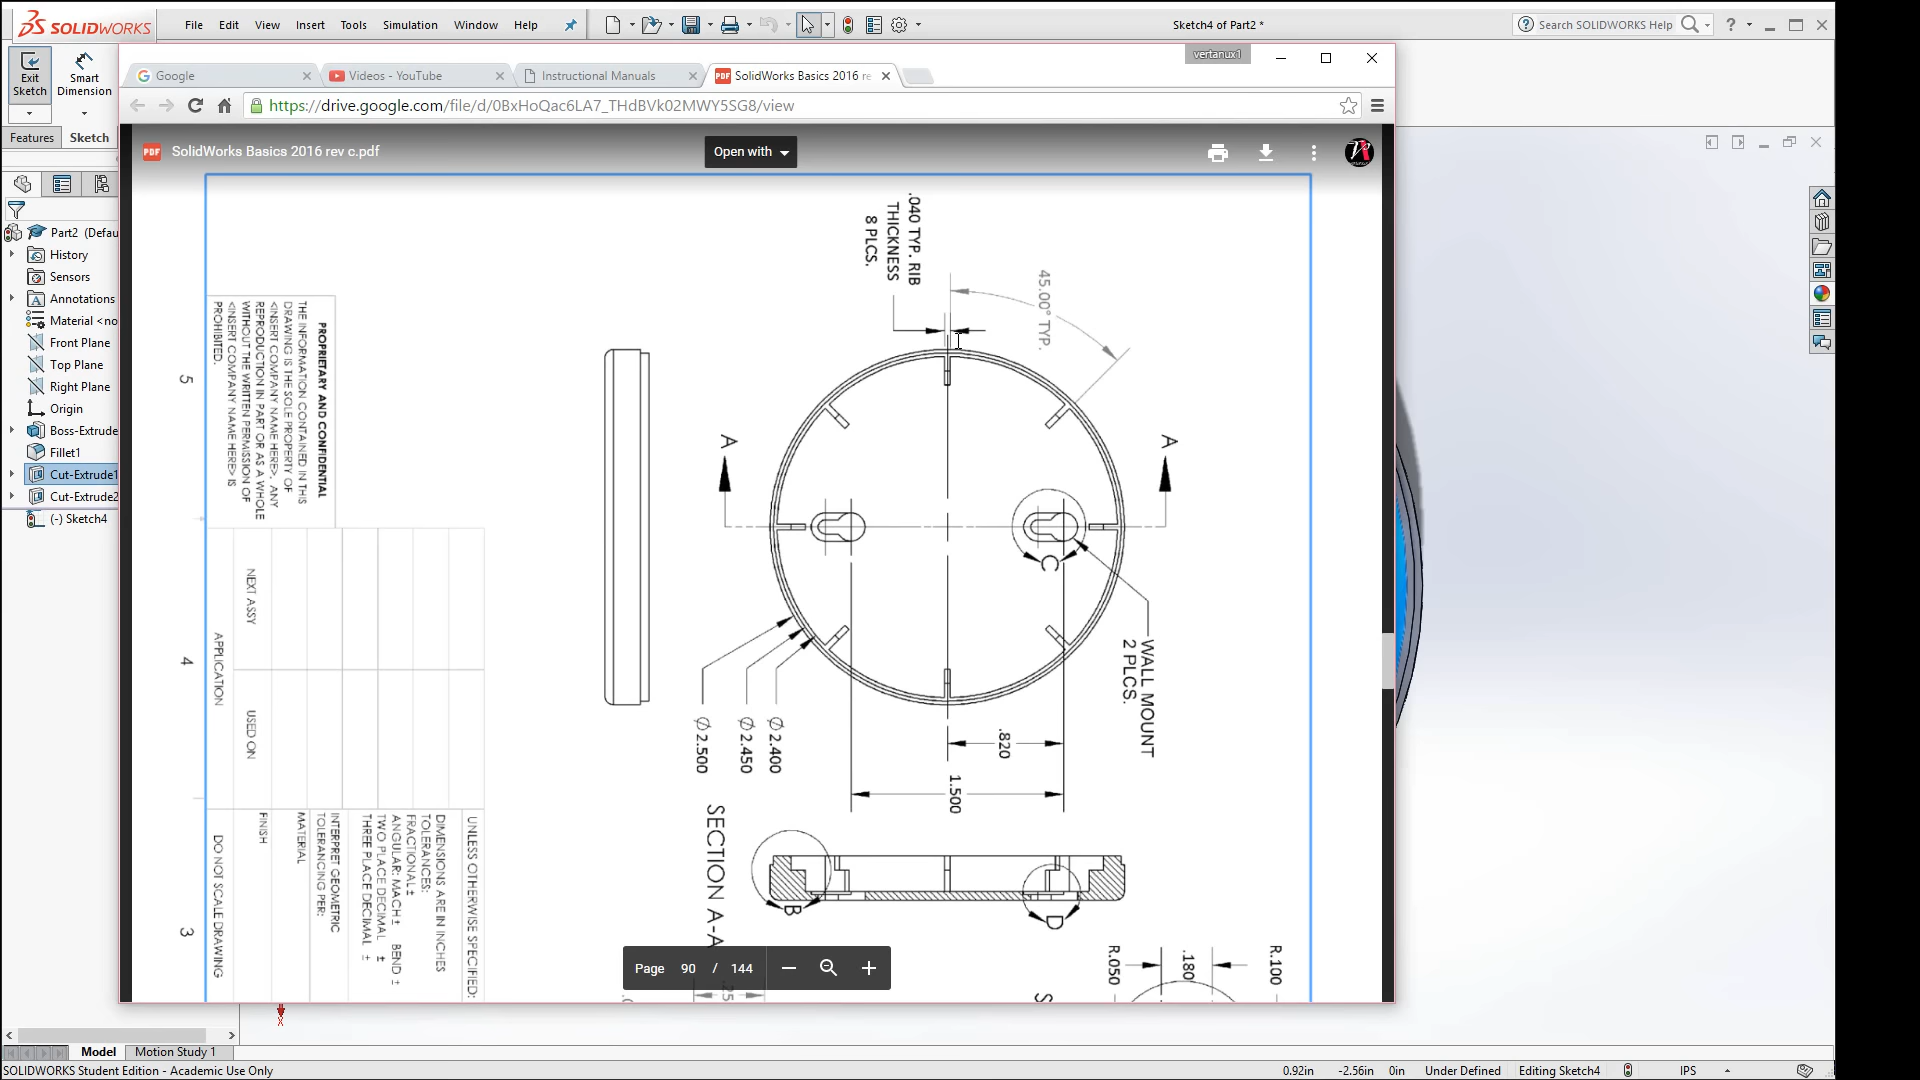 SOLIDWORKS
File
Edit
View
Insert
Tools
Simulation
Window
Help
Sketch4 of Part2 *
Search SOLIDWORKS Help
vertanux1
Exit
Sketch
Smart
Dimension
Features
Sketch
Google
Videos - YouTube
Instructional Manuals
SolidWorks Basics 2016 re
https://drive.google.com/file/d/0BxHoQac6LA7_THdBVk02MWY5SG8/view
SolidWorks Basics 2016 rev c.pdf
Open with
Part2 (Defau
History
Sensors
Annotations
Material <no
Front Plane
Top Plane
Right Plane
Origin
Boss-Extrude
Fillet1
Cut-Extrude1
Cut-Extrude2
(-) Sketch4
.040 TYP. RIB
THICKNESS
8 PLCS.
45.00° TYP.
A
A
C
WALL MOUNT
2 PLCS.
∅ 2.500
∅ 2.450
∅ 2.400
.820
1.500
SECTION A-A
B
D
R.050
.180
R.100
5
4
3
PROPRIETARY AND CONFIDENTIAL
THE INFORMATION CONTAINED IN THIS
DRAWING IS THE SOLE PROPERTY OF
<INSERT COMPANY NAME HERE>. ANY
REPRODUCTION IN PART OR AS A WHOLE
WITHOUT THE WRITTEN PERMISSION OF
<INSERT COMPANY NAME HERE> IS
PROHIBITED.
NEXT ASSY
USED ON
APPLICATION
UNLESS OTHERWISE SPECIFIED:
DIMENSIONS ARE IN INCHES
TOLERANCES:
FRACTIONAL ±
ANGULAR: MACH ± BEND ±
TWO PLACE DECIMAL ±
THREE PLACE DECIMAL ±
INTERPRET GEOMETRIC
TOLERANCING PER:
MATERIAL
FINISH
DO NOT SCALE DRAWING
Page 90 / 144
Model
Motion Study 1
SOLIDWORKS Student Edition - Academic Use Only
0.92in
-2.56in
0in
Under Defined
Editing Sketch4
IPS